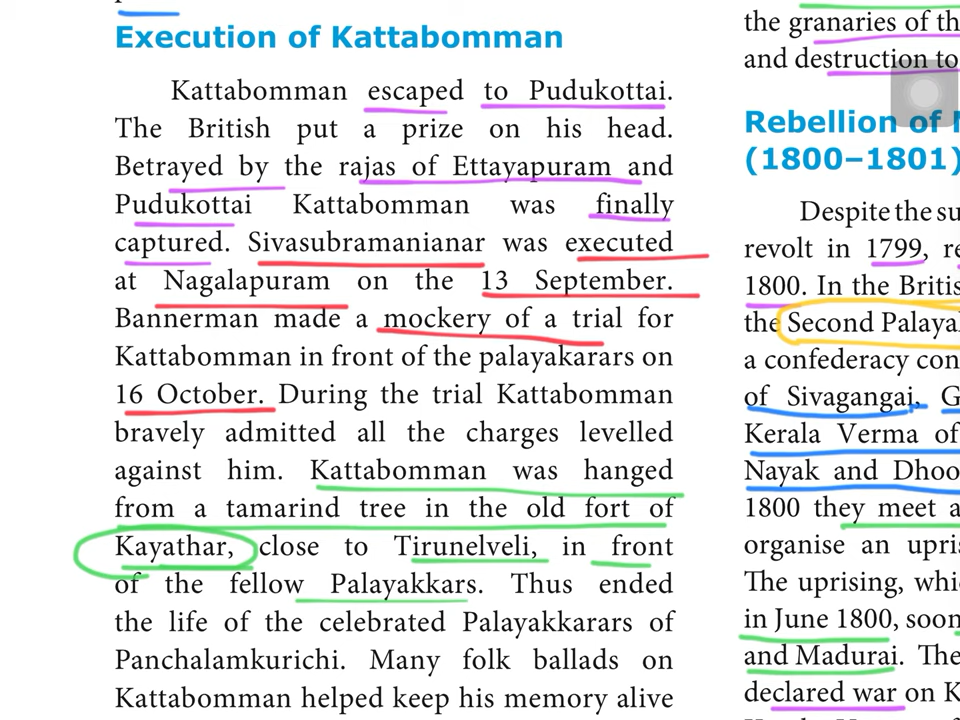 Execution of Kattabomman
Kattabomman escaped to Pudukottai.
The British put a prize on his head.
Betrayed by the rajas of Ettayapuram and
Pudukottai Kattabomman was finally
captured. Sivasubramanianar was executed
at Nagalapuram on the 13 September.
Bannerman made a mockery of a trial for
Kattabomman in front of the palayakarars on
16 October. During the trial Kattabomman
bravely admitted all the charges levelled
against him. Kattabomman was hanged
from a tamarind tree in the old fort of
Kayathar, close to Tirunelveli, in front
of the fellow Palayakkars. Thus ended
the life of the celebrated Palayakkarars of
Panchalamkurichi. Many folk ballads on
Kattabomman helped keep his memory alive
the granaries of
and destruction to
Rebellion of
(1800–1801)
Despite the
revolt in 1799,
1800. In the
the Second
a confederacy
of Sivagangai,
Kerala Verma of
Nayak and
1800 they meet
organise an
The uprising,
in June 1800, soon
and Madurai. The
declared war on